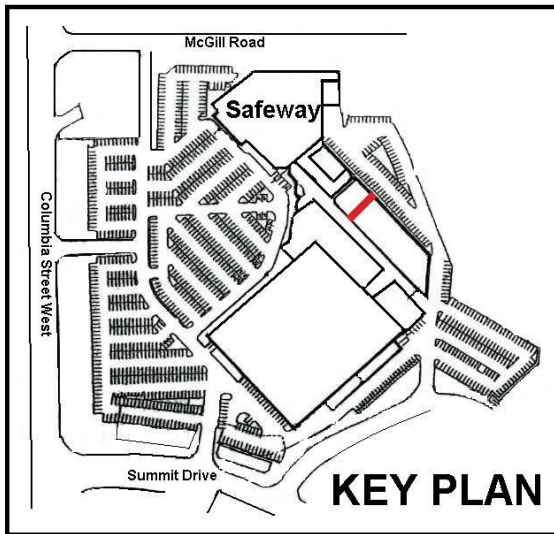 McGill Road
Safeway
Columbia Street West
Summit Drive
KEY PLAN